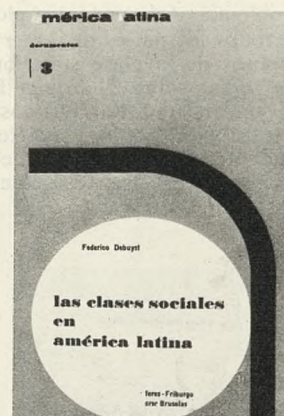 mérica atina
documentos
3
Federico Debuyst
las clases sociales
en
américa latina
feres - Friburgo
Bruselas